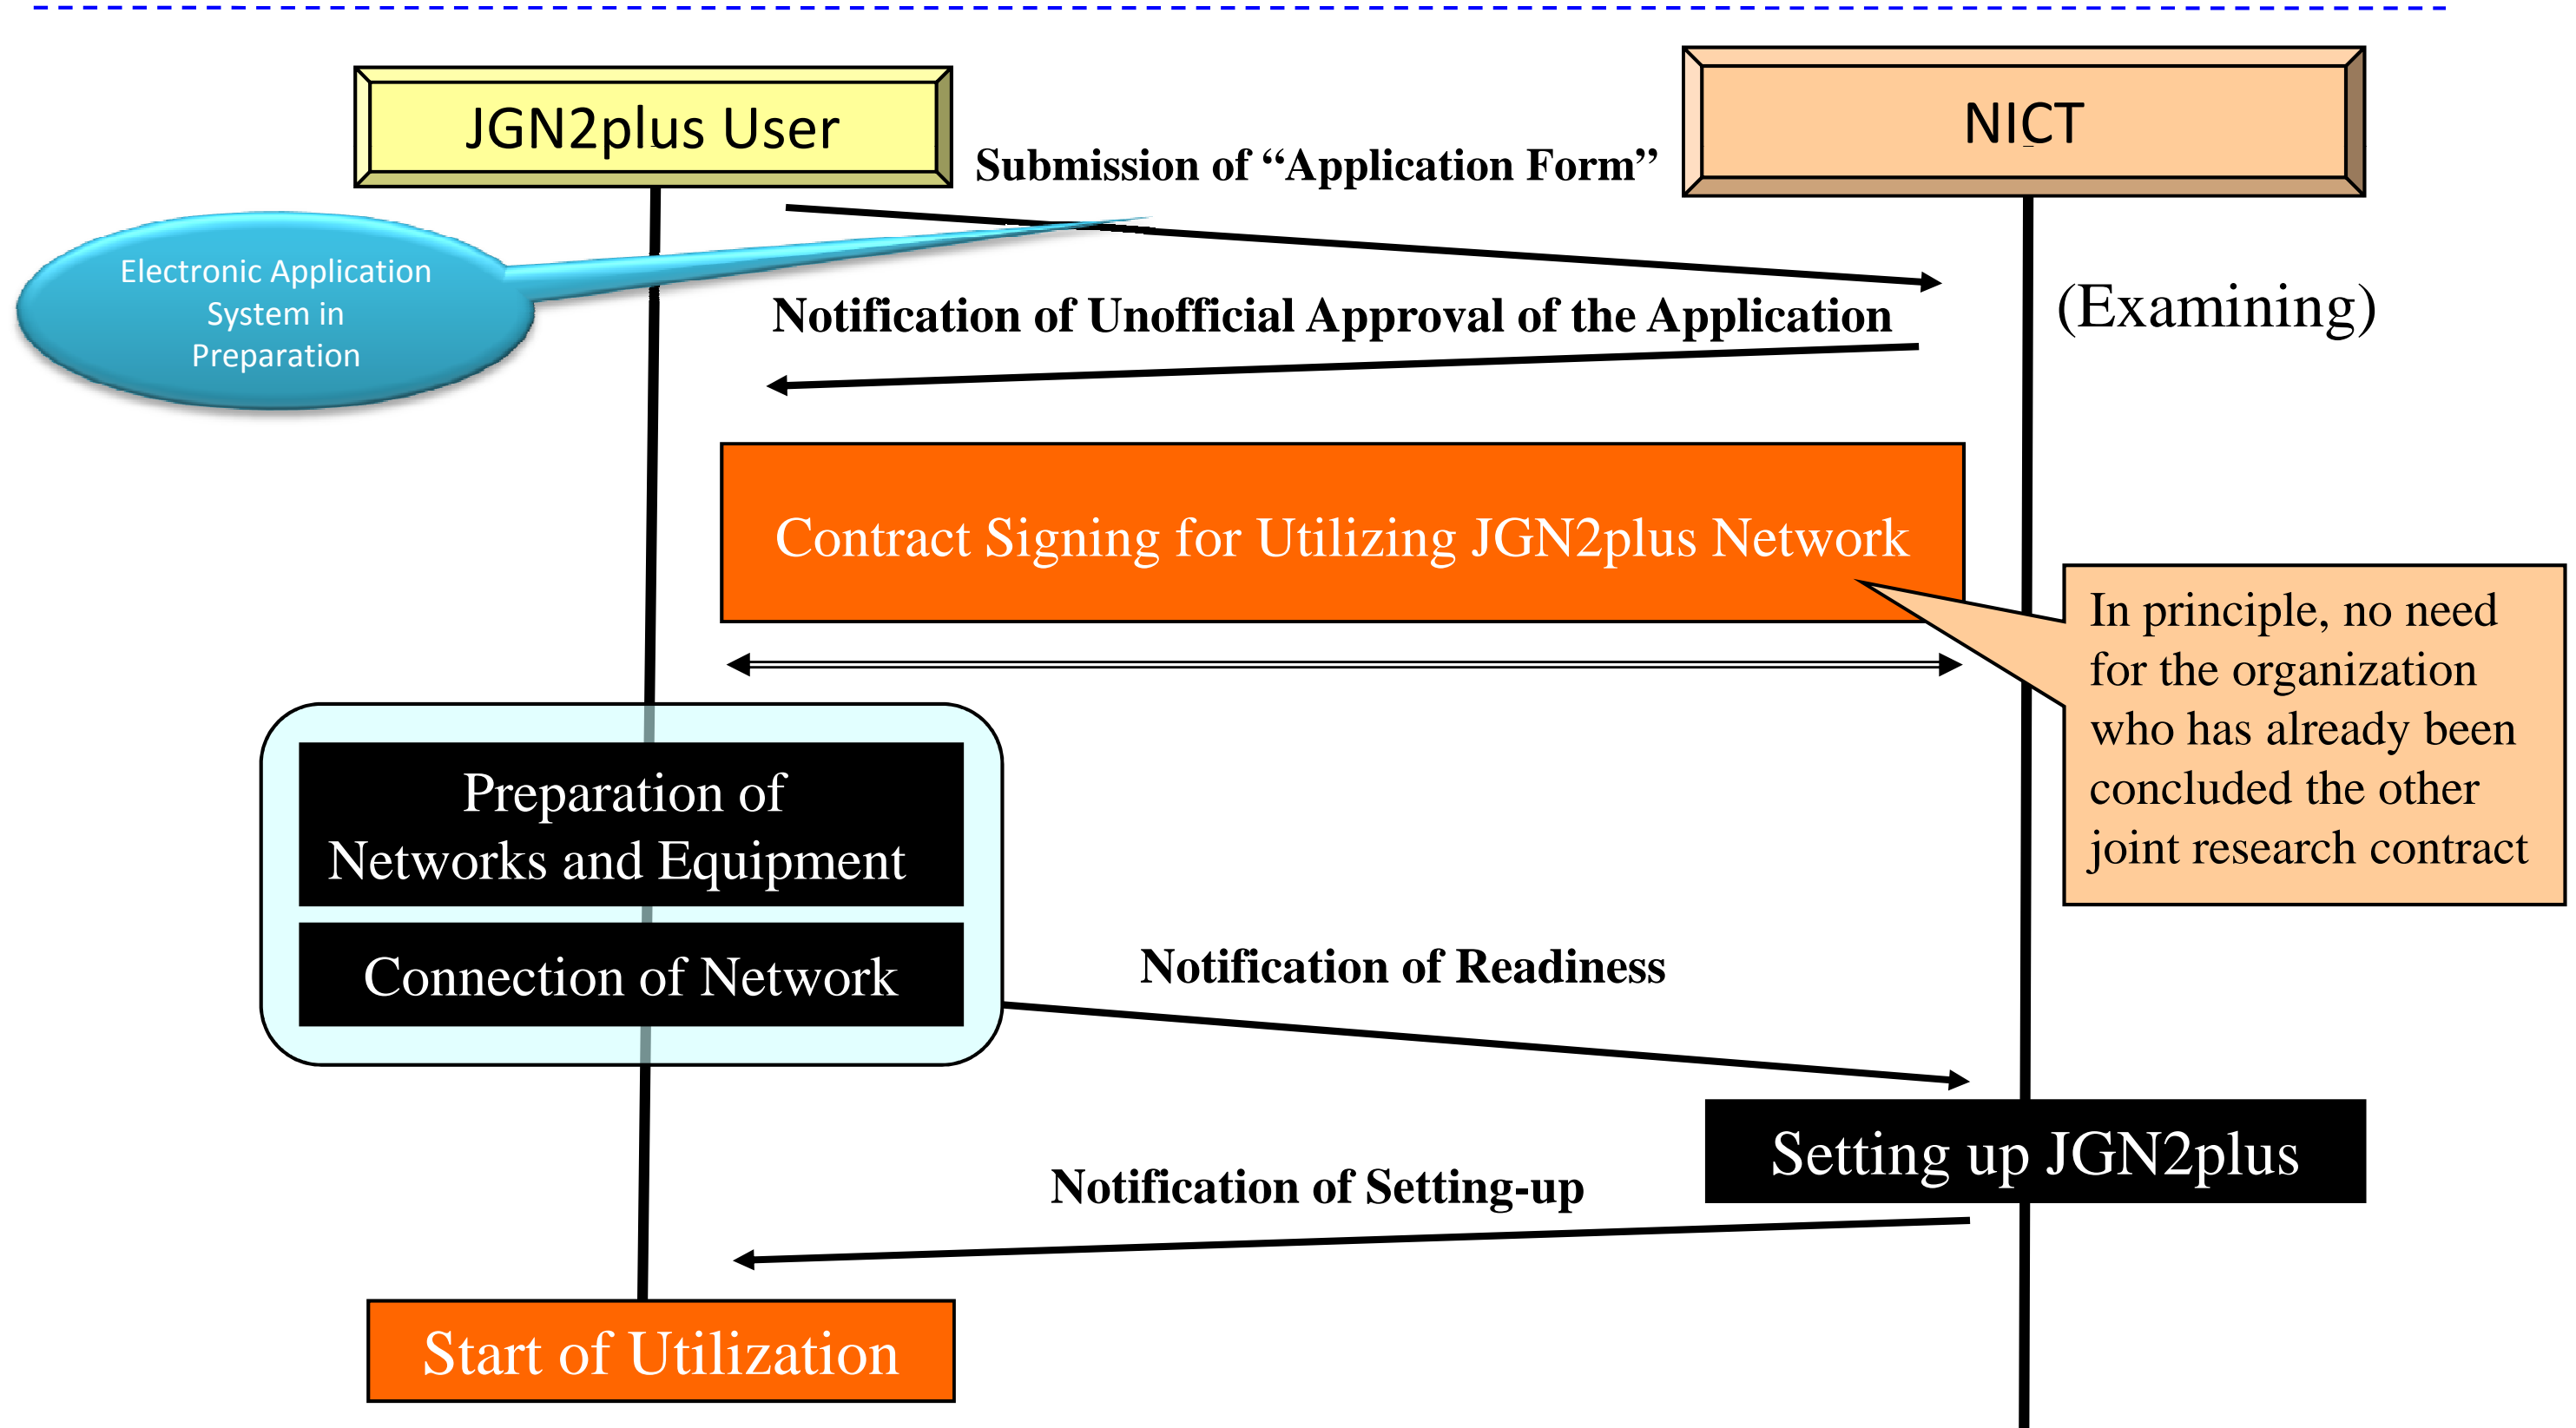 JGN2plus User
NICT
Submission of “Application Form”
Electronic Application
System in
Preparation
(Examining)
Notification of Unofficial Approval of the Application
Contract Signing for Utilizing JGN2plus Network
In principle, no need
for the organization
who has already been
concluded the other
joint research contract
Preparation of
Networks and Equipment
Connection of Network
Notification of Readiness
Setting up JGN2plus
Notification of Setting-up
Start of Utilization